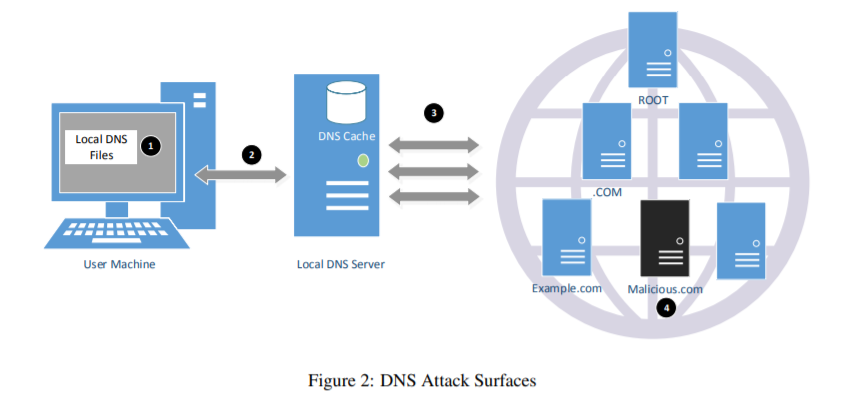 ROOT
3
Local DNS
Files
1
DNS Cache
2
.COM
User Machine
Local DNS Server
Example.com
Malicious.com
4
Figure 2: DNS Attack Surfaces